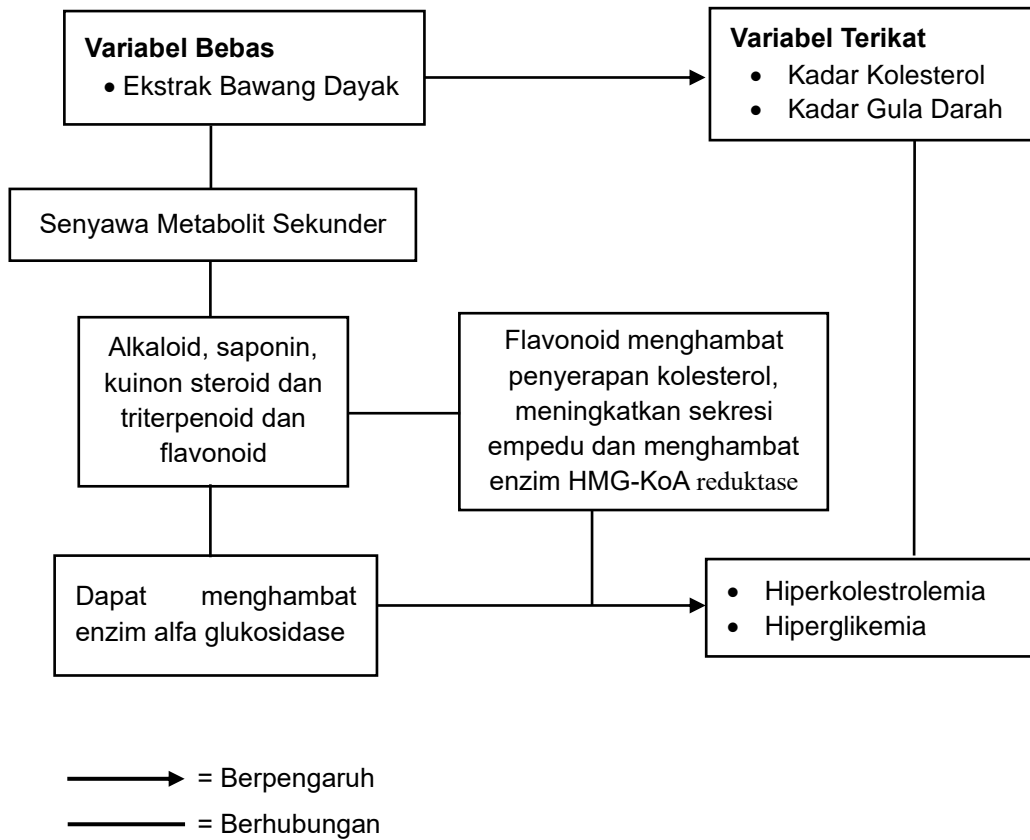 Variabel Bebas
• Ekstrak Bawang Dayak
Variabel Terikat
• Kadar Kolesterol
• Kadar Gula Darah
Senyawa Metabolit Sekunder
Alkaloid, saponin,
kuinon steroid dan
triterpenoid dan
flavonoid
Flavonoid menghambat
penyerapan kolesterol,
meningkatkan sekresi
empedu dan menghambat
enzim HMG-KoA reduktase
Dapat menghambat
enzim alfa glukosidase
• Hiperkolestrolemia
• Hiperglikemia
= Berpengaruh
= Berhubungan